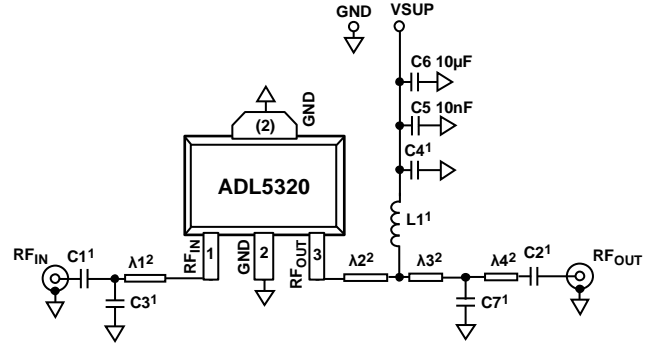 GND
VSUP
C6 10µF
C5 10nF
C4¹
(2)
GND
ADL5320
L1¹
RF_IN
C1¹
λ1²
RF_IN
1
GND
2
RF_OUT
3
λ2²
λ3²
λ4²
C2¹
RF_OUT
C3¹
C7¹